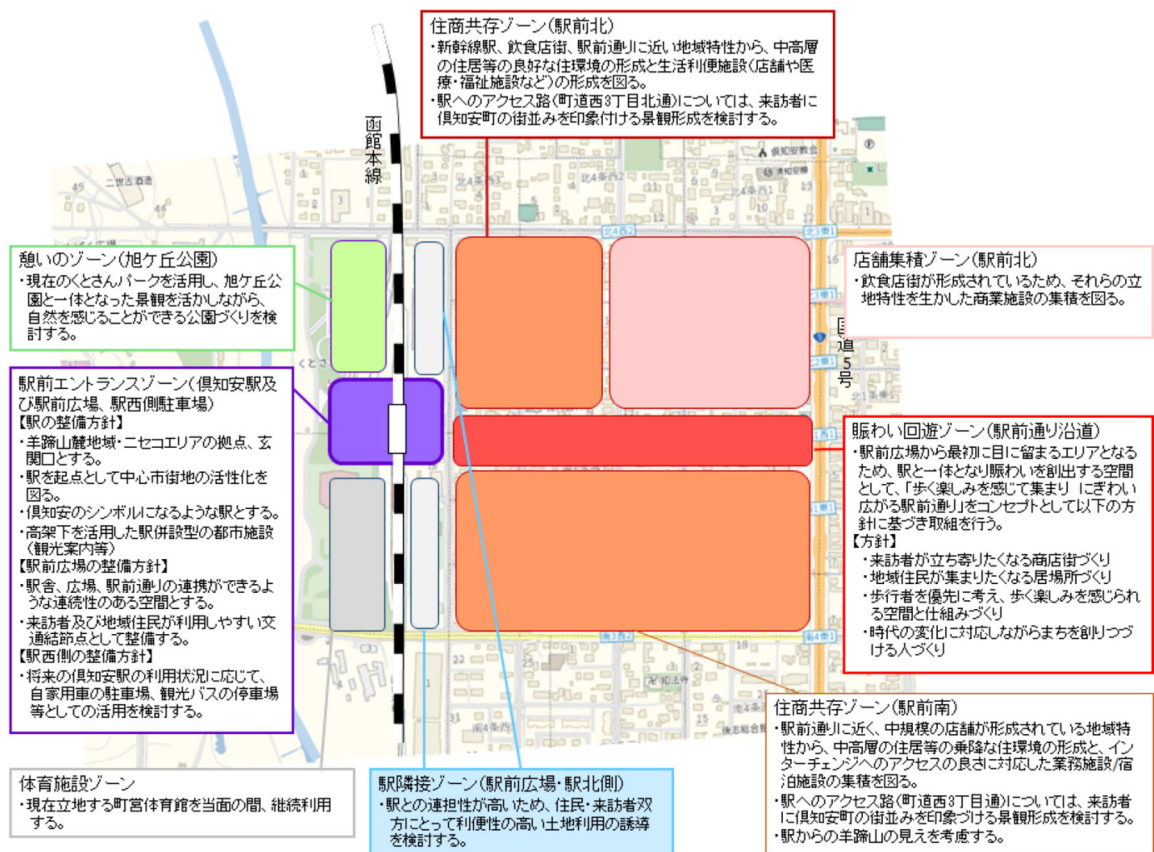 住商共存ゾーン(駅前北)
・新幹線駅、飲食店街、駅前通りに近い地域特性から、中高層
の住居等の良好な住環境の形成と生活利便施設(店舗や医
療・福祉施設など)の形成を図る。
・駅へのアクセス路(町道西3丁目北通)については、来訪者に
倶知安町の街並みを印象付ける景観形成を検討する。
函館本線
倶知安教会
二世古酒造
49
46
北4条西3
北4条西2
北4条西1
北4西2
北3東1
憩いのゾーン(旭ケ丘公園)
・現在のくとさんパークを活用し、旭ケ丘公
園と一体となった景観を活かしながら、
自然を感じることができる公園づくりを検
討する。
店舗集積ゾーン(駅前北)
・飲食店街が形成されているため、それらの立
地特性を生かした商業施設の集積を図る。
国道5号
駅前エントランスゾーン(倶知安駅及
び駅前広場、駅西側駐車場)
【駅の整備方針】
・羊蹄山麓地域・ニセコエリアの拠点、玄
関口とする。
・駅を起点として中心市街地の活性化を
図る。
・倶知安のシンボルになるような駅とする。
・高架下を活用した駅併設型の都市施設
(観光案内等)
【駅前広場の整備方針】
・駅舎、広場、駅前通りの連携ができるよ
うな連続性のある空間とする。
・来訪者及び地域住民が利用しやすい交
通結節点として整備する。
【駅西側の整備方針】
・将来の倶知安駅の利用状況に応じて、
自家用車の駐車場、観光バスの停車場
等としての活用を検討する。
賑わい回遊ゾーン(駅前通り沿道)
・駅前広場から最初に目に留まるエリアとなる
ため、駅と一体となり賑わいを創出する空間
として、「歩く楽しみを感じて集まり にぎわい
広がる駅前通り」をコンセプトとして以下の方
針に基づき取組を行う。
【方針】
・来訪者が立ち寄りたくなる商店街づくり
・地域住民が集まりたくなる居場所づくり
・歩行者を優先に考え、歩く楽しみを感じられ
る空間と仕組みづくり
・時代の変化に対応しながらまちを創りつづ
ける人づくり
南3西2
南4東1
住商共存ゾーン(駅前南)
・駅前通りに近く、中規模の店舗が形成されている地域特
性から、中高層の住居等の乗降な住環境の形成と、インタ
ーチェンジへのアクセスの良さに対応した業務施設/宿
泊施設の集積を図る。
・駅へのアクセス路(町道西3丁目通)については、来訪者
に倶知安町の街並みを印象づける景観形成を検討する。
・駅からの羊蹄山の見えを考慮する。
体育施設ゾーン
・現在立地する町営体育館を当面の間、継続利用
する。
駅隣接ゾーン(駅前広場・駅北側)
・駅との連担性が高いため、住民・来訪者双
方にとって利便性の高い土地利用の誘導
を検討する。